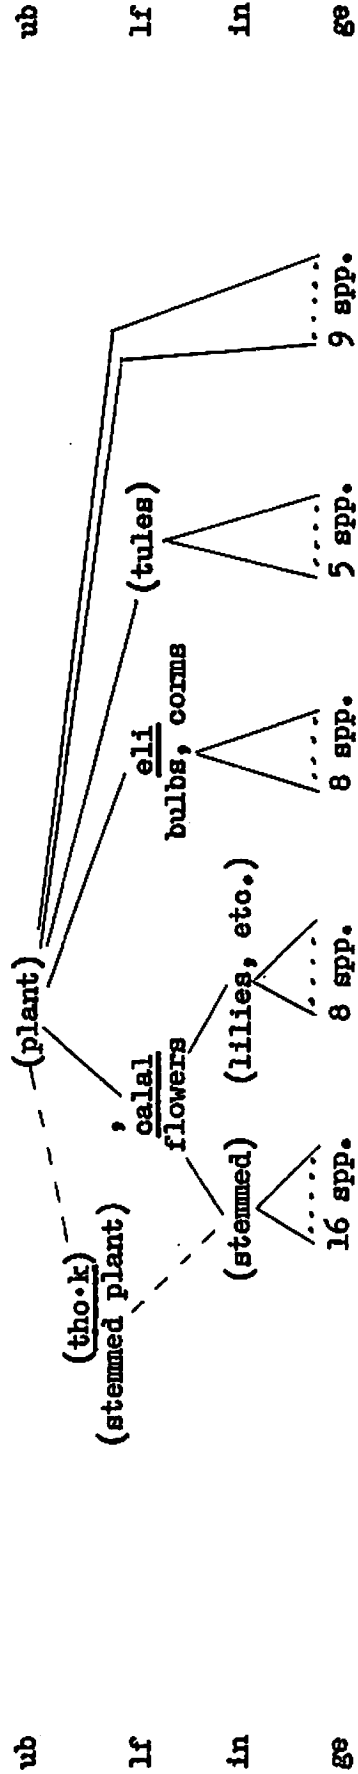 ub (plant) ub
(tho·k)
(stemmed plant)
lf , calal eli (tules) lf
flowers bulbs, corms
in (stemmed) (lilies, etc.) in
ge 16 spp. 8 spp. 8 spp. 5 spp. 9 spp. ge